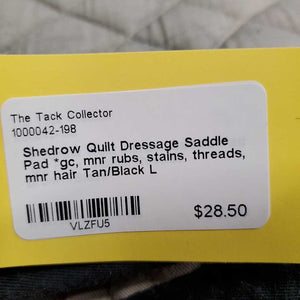 The Tack Collector
1000042-198
Shedrow Quilt Dressage Saddle
Pad *gc, mnr rubs, stains, threads,
mnr hair Tan/Black L
VLZFU5
$28.50